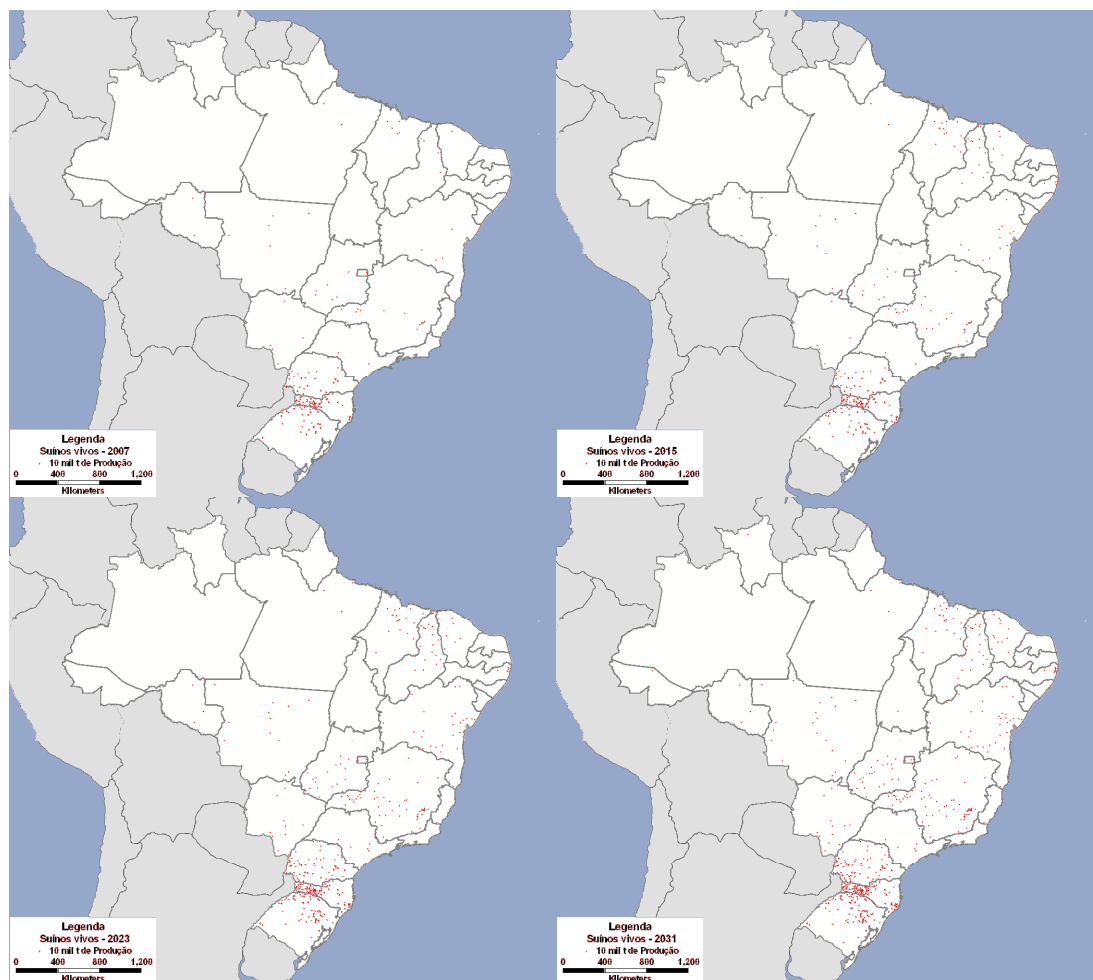 Legenda
Suínos vivos - 2007
10 mil t de Produção
0 400 800 1,200
Kilometers
Legenda
Suínos vivos - 2015
10 mil t de Produção
0 400 800 1,200
Kilometers
Legenda
Suínos vivos - 2023
10 mil t de Produção
0 400 800 1,200
Kilometers
Legenda
Suínos vivos - 2031
10 mil t de Produção
0 400 800 1,200
Kilometers